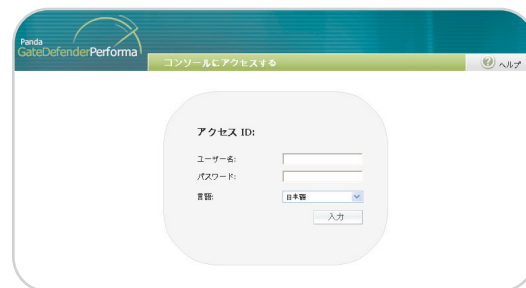 Panda
GateDefenderPerforma
コンソールにアクセスする
ヘルプ
アクセス ID:
ユーザー名:
パスワード:
言語:
日本語
入力